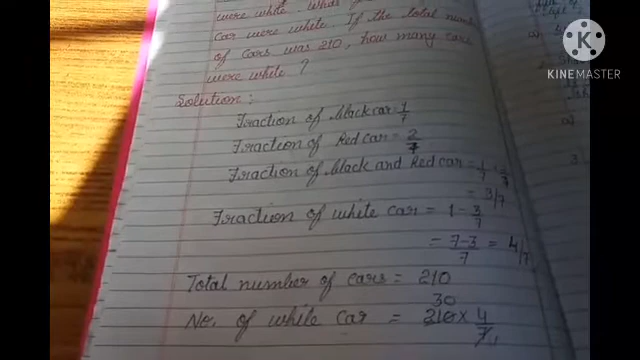 were white. What
car were white. If the total num
of cars was 210, how many cars
were white ?
Solution :
Fraction of black car = 1/7
Fraction of Red car = 2/7
Fraction of black and Red car = 1/7 + 2/7
= 3/7
Fraction of white car = 1 - 3/7
= 7-3/7 = 4/7
Total number of cars = 210
30
No. of white car = 210 × 4/7
KINEMASTER